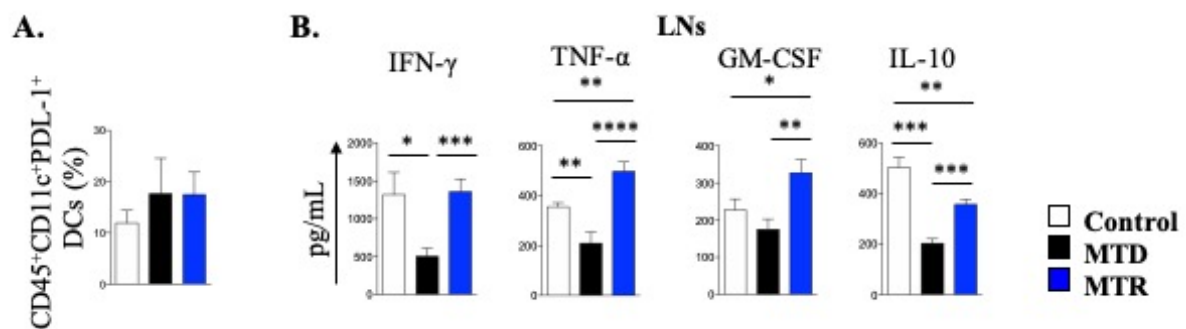 A.
CD45⁺CD11c⁺PDL-1⁺
DCs (%)
30
20
10
0
B.
LNs
pg/mL
IFN-γ
* ***
2000
1500
1000
500
0
TNF-α
**
****
**
600
400
200
0
GM-CSF
*
**
400
300
200
100
0
IL-10
**
***
***
600
400
200
0
Control
MTD
MTR